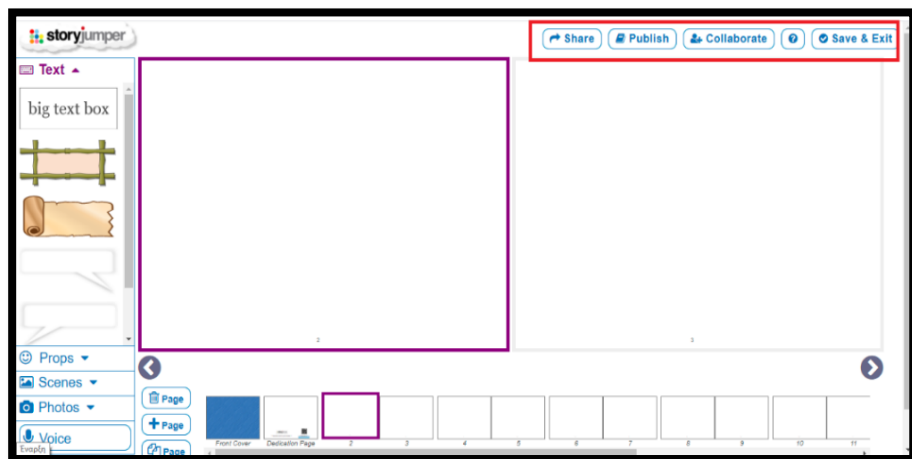 storyjumper
Share Publish Collaborate ? Save & Exit
Text
big text box
2
3
Props
Scenes
Photos
Voice
Έναρξη
Page
+ Page
Page
Front Cover Dedication Page 2 3 4 5 6 7 8 9 10 11